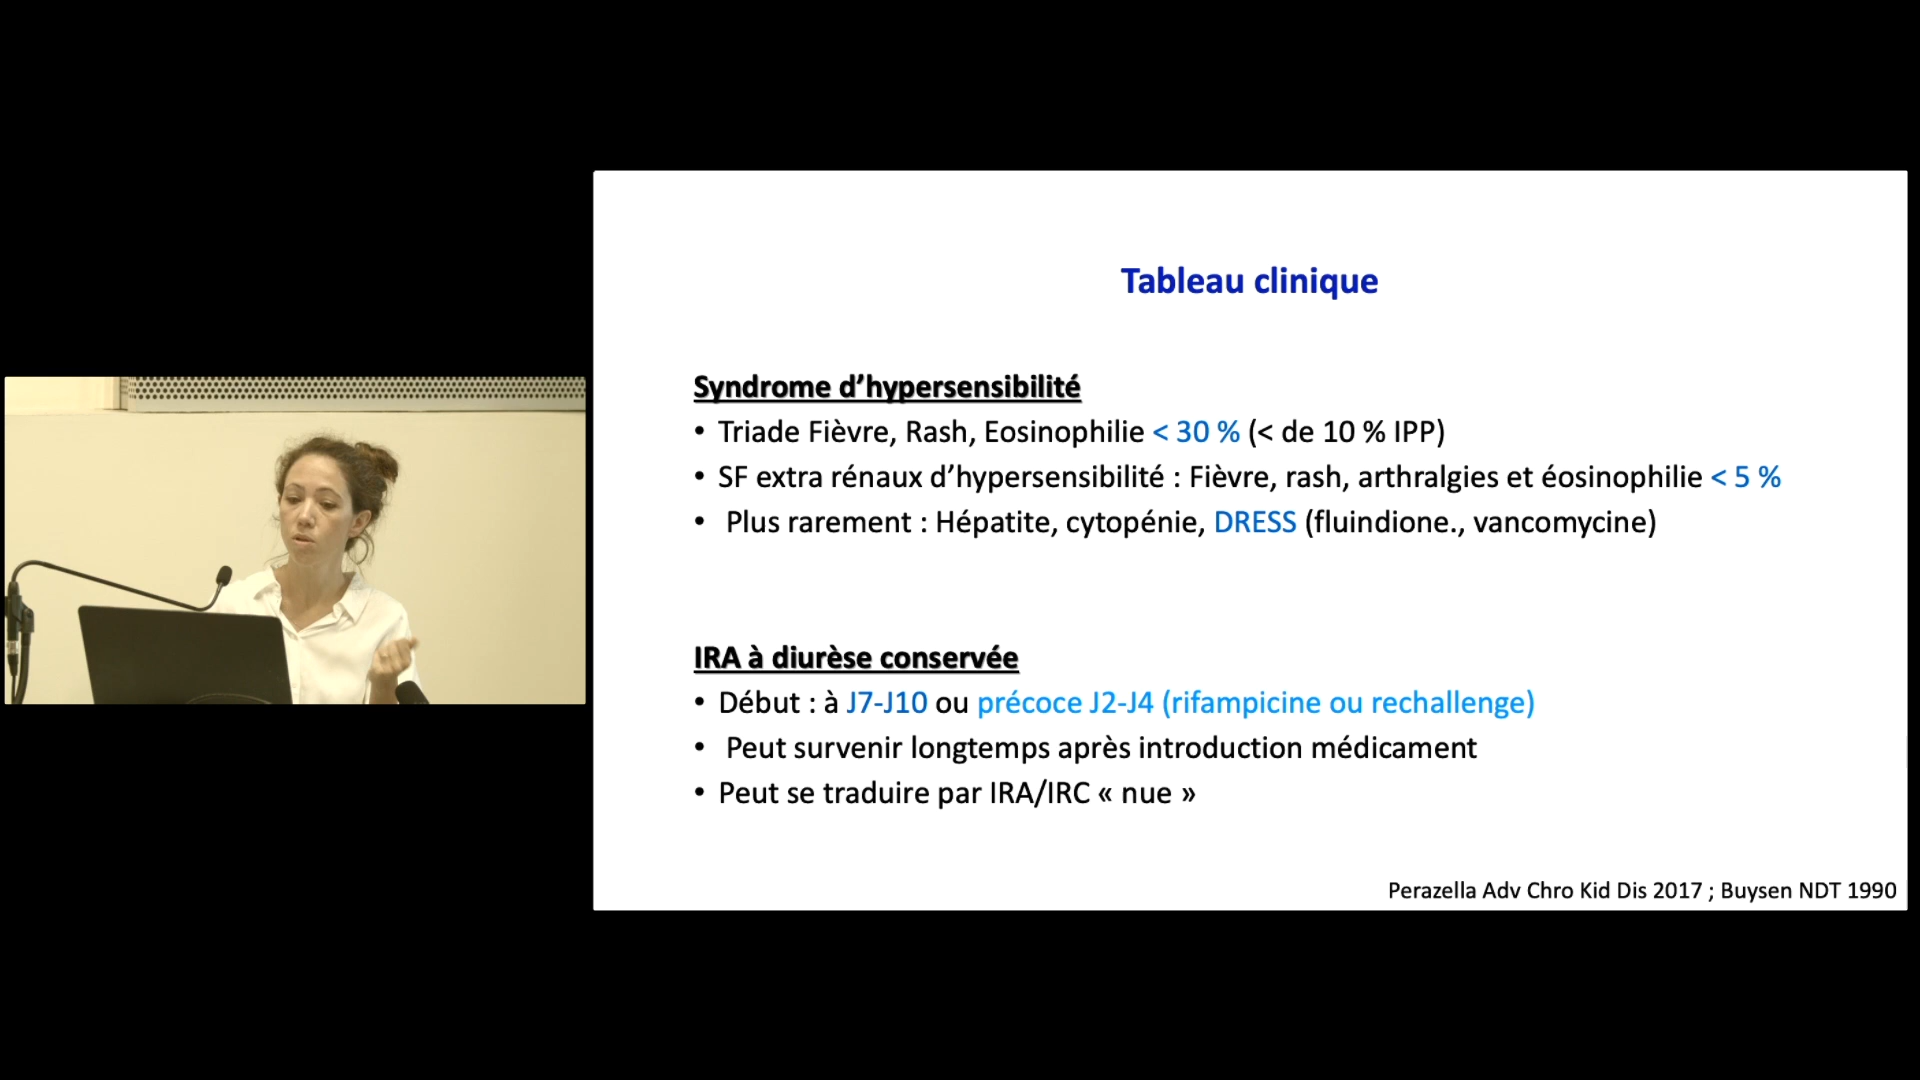 Tableau clinique
Syndrome d’hypersensibilité
• Triade Fièvre, Rash, Eosinophilie < 30 % (< de 10 % IPP)
• SF extra rénaux d’hypersensibilité : Fièvre, rash, arthralgies et éosinophilie < 5 %
• Plus rarement : Hépatite, cytopénie, DRESS (fluindione., vancomycine)
IRA à diurèse conservée
• Début : à J7-J10 ou précoce J2-J4 (rifampicine ou rechallenge)
• Peut survenir longtemps après introduction médicament
• Peut se traduire par IRA/IRC « nue »
Perazella Adv Chro Kid Dis 2017 ; Buysen NDT 1990